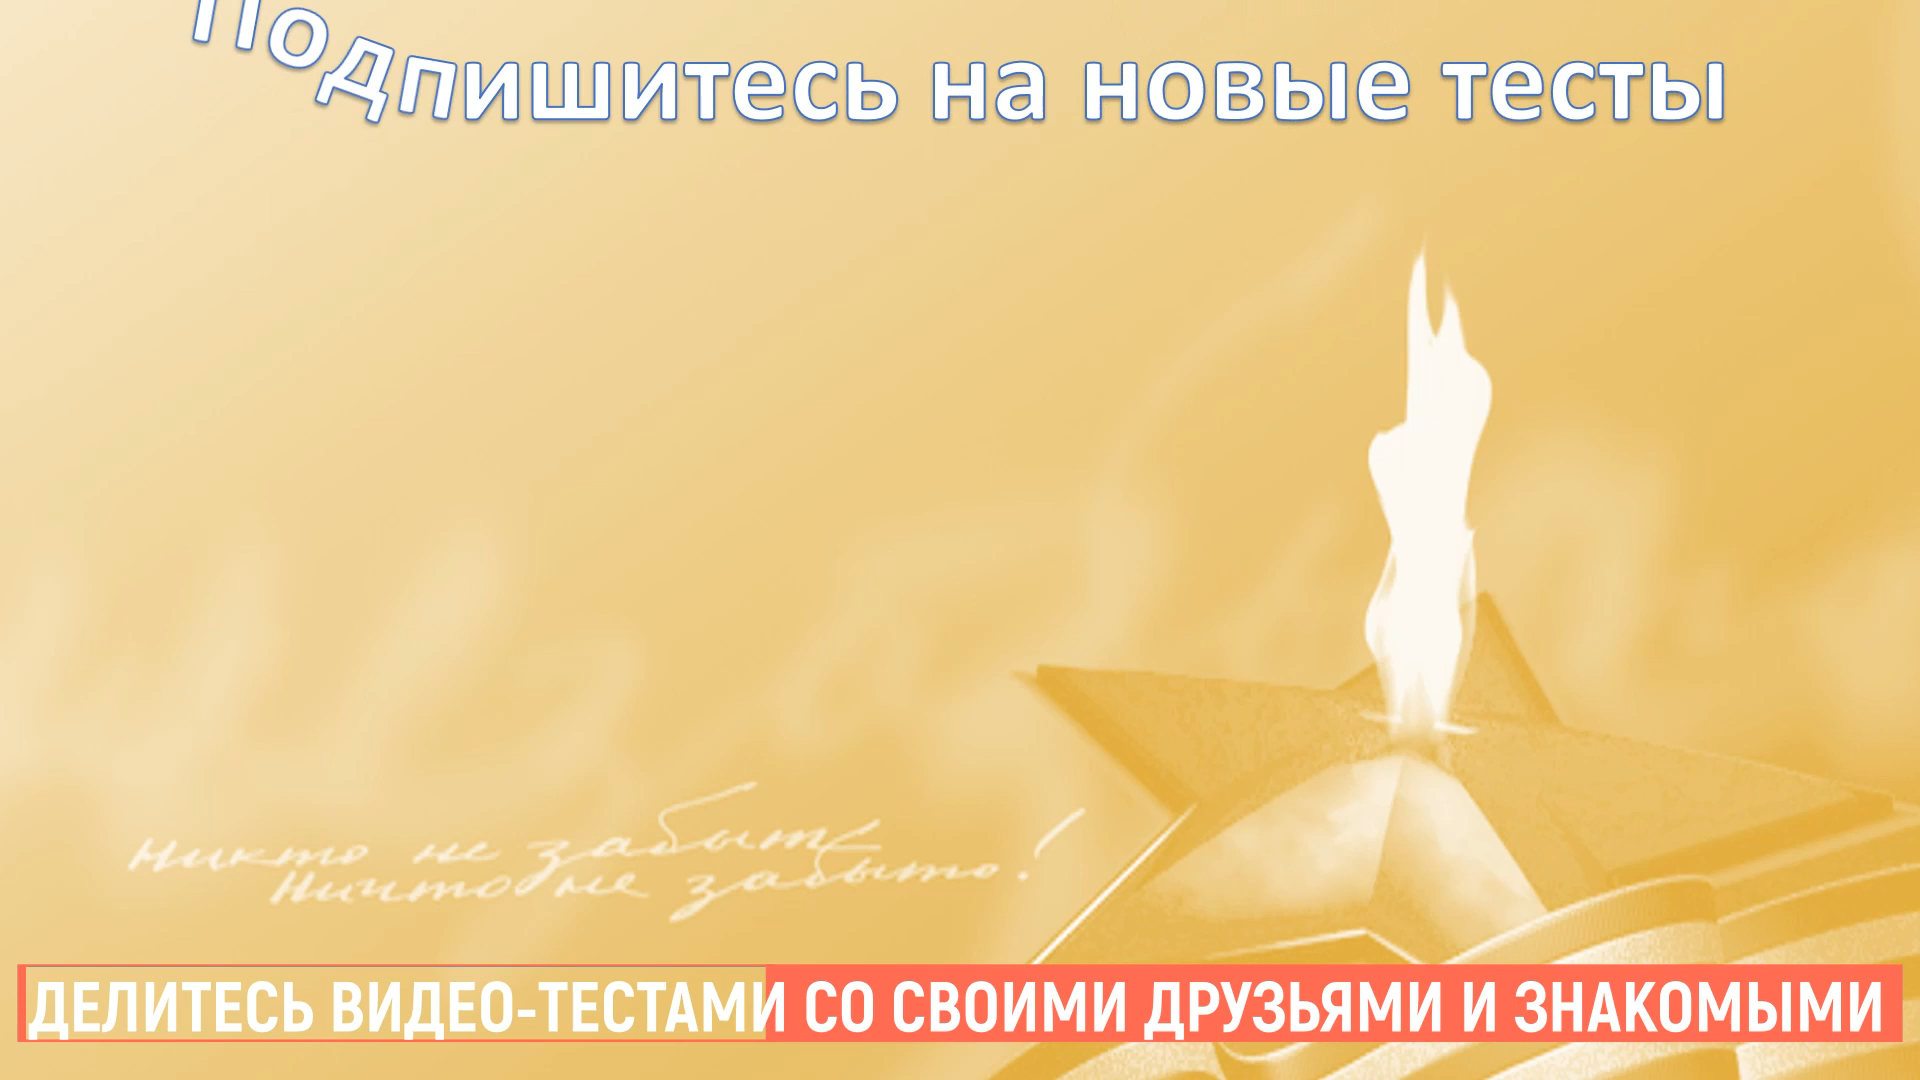 Подпишитесь на новые тесты
Никто не забыт
Ничто не забыто!
ДЕЛИТЕСЬ ВИДЕО-ТЕСТАМИ СО СВОИМИ ДРУЗЬЯМИ И ЗНАКОМЫМИ